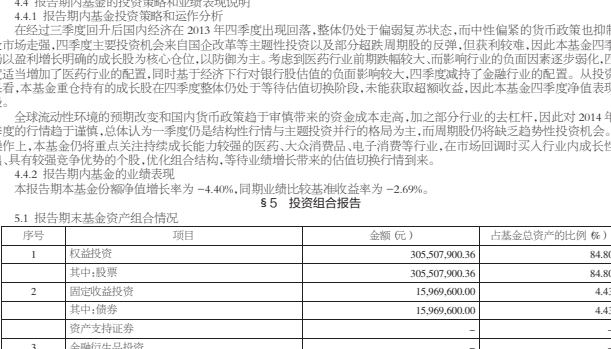 4.4 报告期内基金的投资策略和业绩表现说明
4.4.1 报告期内基金投资策略和运作分析
在经过三季度回升后国内经济在 2013 年四季度出现回落,整体仍处于偏弱复苏状态,而中性偏紧的货币政策也抑制
市场走强,四季度主要投资机会来自国企改革等主题性投资以及部分超跌周期股的反弹,但获利较难,因此本基金四季
以盈利增长明确的成长股为核心仓位,以防御为主。考虑到医药行业前期跌幅较大、而影响行业的负面因素逐步弱化,四
度适当增加了医药行业的配置,同时基于经济下行对银行股估值的负面影响较大,四季度减持了金融行业的配置。从投资
来看,本基金重仓持有的成长股在四季度整体仍处于等待估值切换阶段,未能获取超额收益,因此本基金四季度净值表现
全球流动性环境的预期改变和国内货币政策趋于审慎带来的资金成本走高,加之部分行业的去杠杆,因此对 2014 年
季度的行情趋于谨慎,总体认为一季度仍是结构性行情与主题投资并行的格局为主,而周期股仍将缺乏趋势性投资机会。
操作上,本基金仍将重点关注持续成长能力较强的医药、大众消费品、电子消费等行业,在市场回调时买入行业内成长性
,具有较强竞争优势的个股,优化组合结构,等待业绩增长带来的估值切换行情到来。
4.4.2 报告期内基金的业绩表现
本报告期本基金份额净值增长率为 -4.40%,同期业绩比较基准收益率为 -2.69%。
§5 投资组合报告
5.1 报告期末基金资产组合情况
序号 项目 金额(元) 占基金总资产的比例(%)
1 权益投资 305,507,900.36 84.80
其中:股票 305,507,900.36 84.80
2 固定收益投资 15,969,600.00 4.43
其中:债券 15,969,600.00 4.43
资产支持证券 - -
3 金融衍生品投资 - -